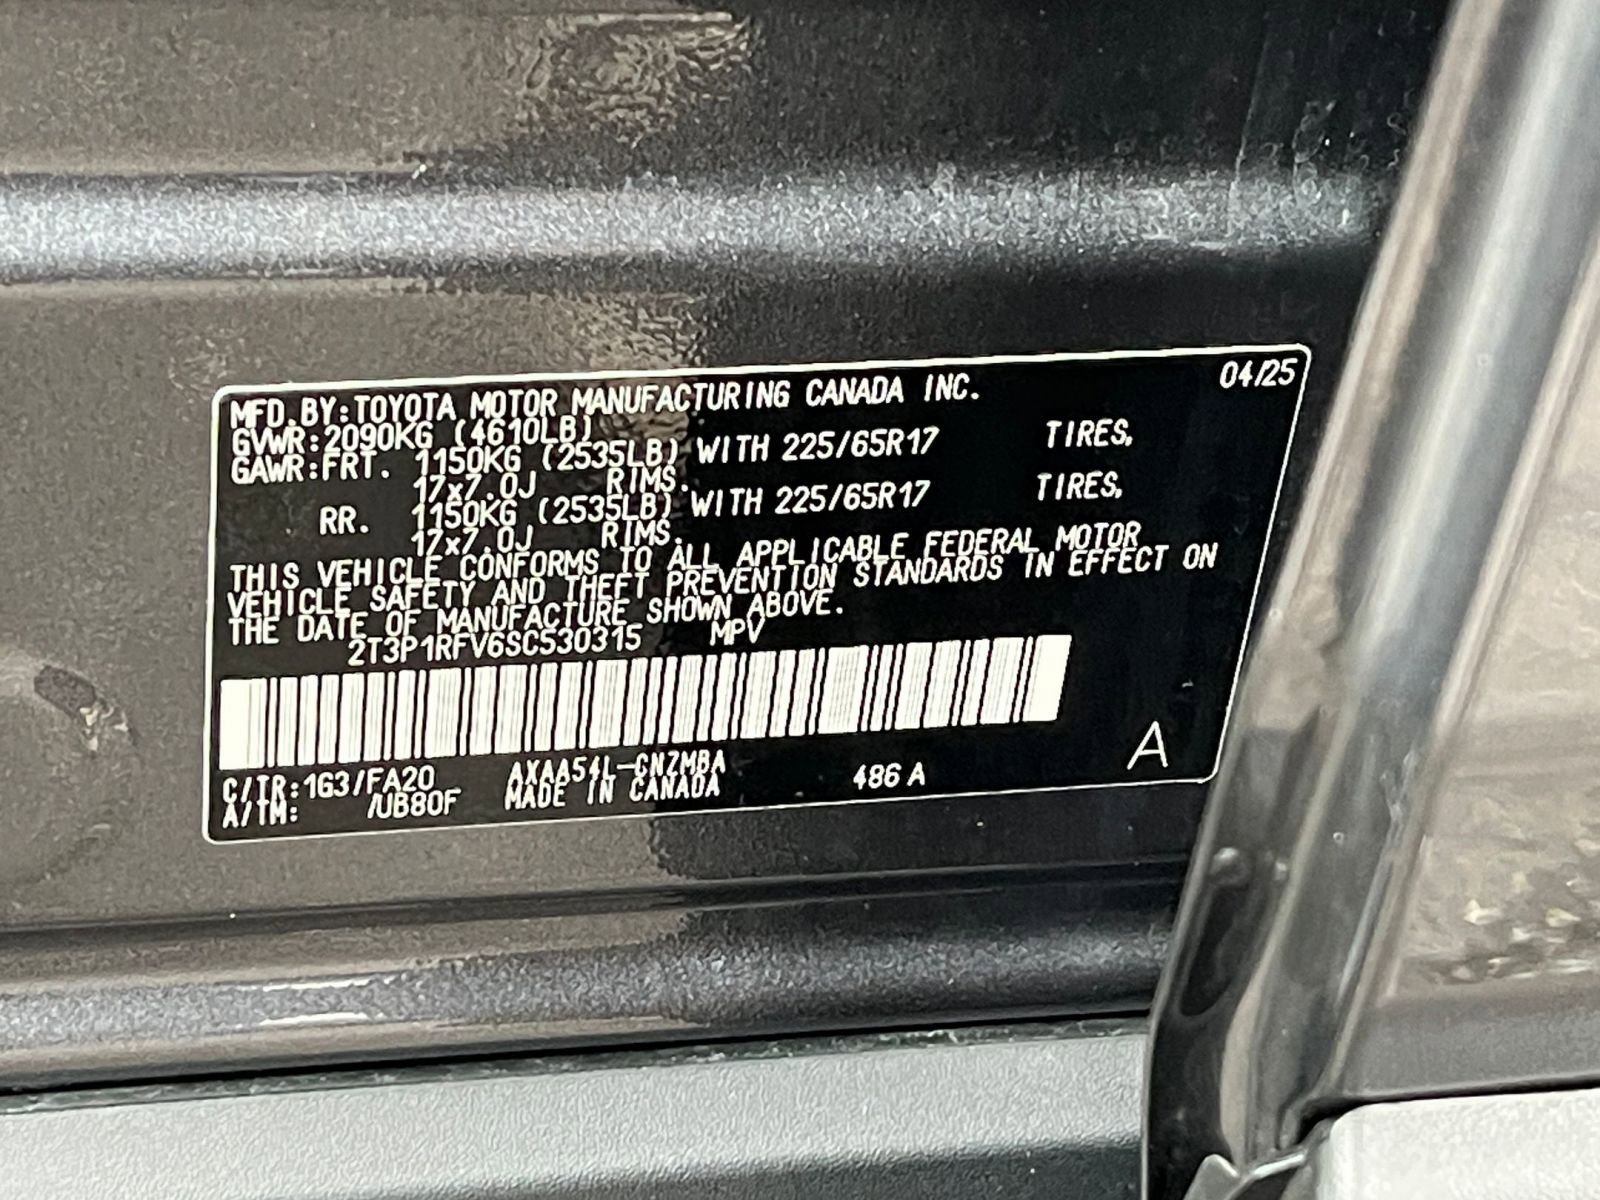 MFD.BY:TOYOTA MOTOR MANUFACTURING CANADA INC. 04/25
GVWR:2090KG (4610LB)
GAWR:FRT. 1150KG (2535LB) WITH 225/65R17 TIRES,
17x7.0J RIMS.
RR. 1150KG (2535LB) WITH 225/65R17 TIRES,
17x7.0J RIMS.
THIS VEHICLE CONFORMS TO ALL APPLICABLE FEDERAL MOTOR
VEHICLE SAFETY AND THEFT PREVENTION STANDARDS IN EFFECT ON
THE DATE OF MANUFACTURE SHOWN ABOVE.
2T3P1RFV6SC530315 MPV
C/TR:1G3/FA20 AXAA54L-CNZMBA 486 A A
A/TM: /UB80F MADE IN CANADA